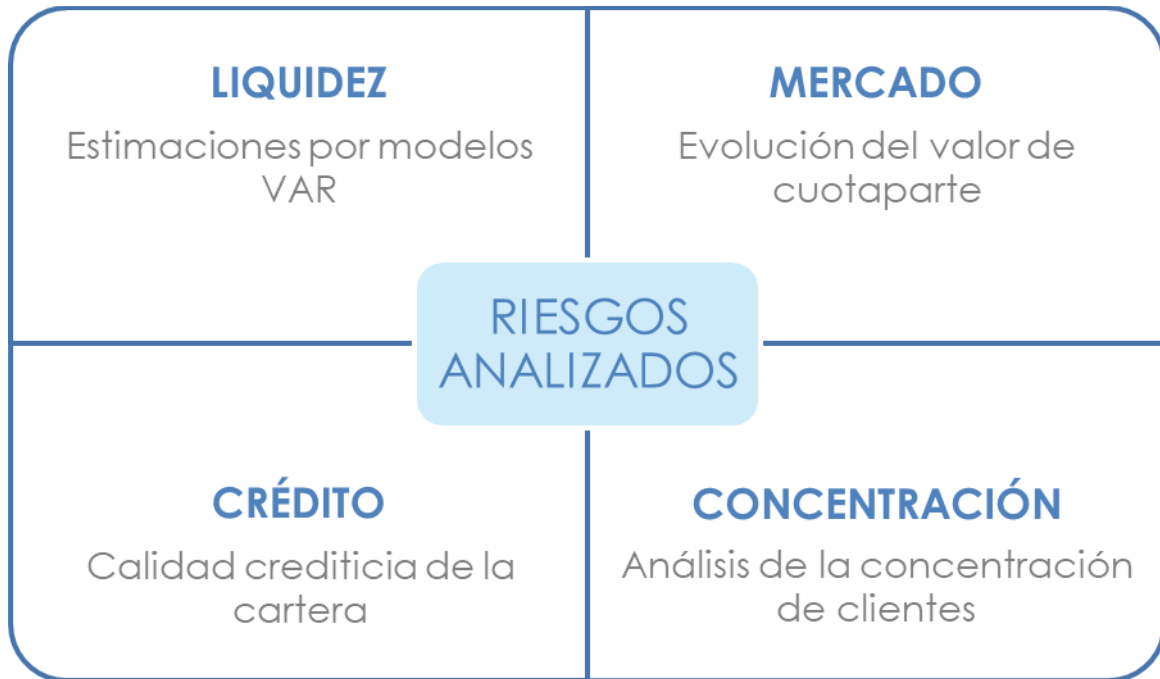 LIQUIDEZ
Estimaciones por modelos
VAR
MERCADO
Evolución del valor de
cuotaparte
RIESGOS
ANALIZADOS
CRÉDITO
Calidad crediticia de la
cartera
CONCENTRACIÓN
Análisis de la concentración
de clientes